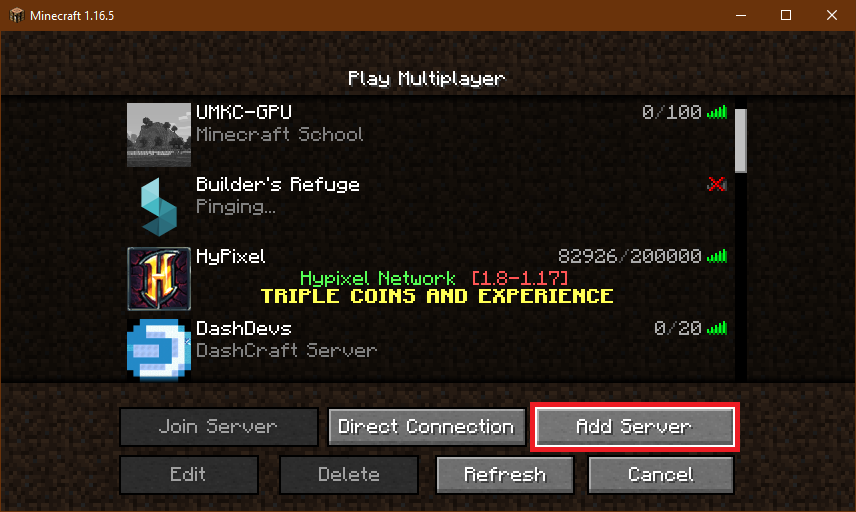 Minecraft 1.16.5
Play Multiplayer
UMKC-GPU 0/100
Minecraft School
Builder's Refuge
Pinging...
HyPixel 82926/200000
Hypixel Network [1.8-1.17]
TRIPLE COINS AND EXPERIENCE
DashDevs 0/20
DashCraft Server
Join Server Direct Connection Add Server
Edit Delete Refresh Cancel